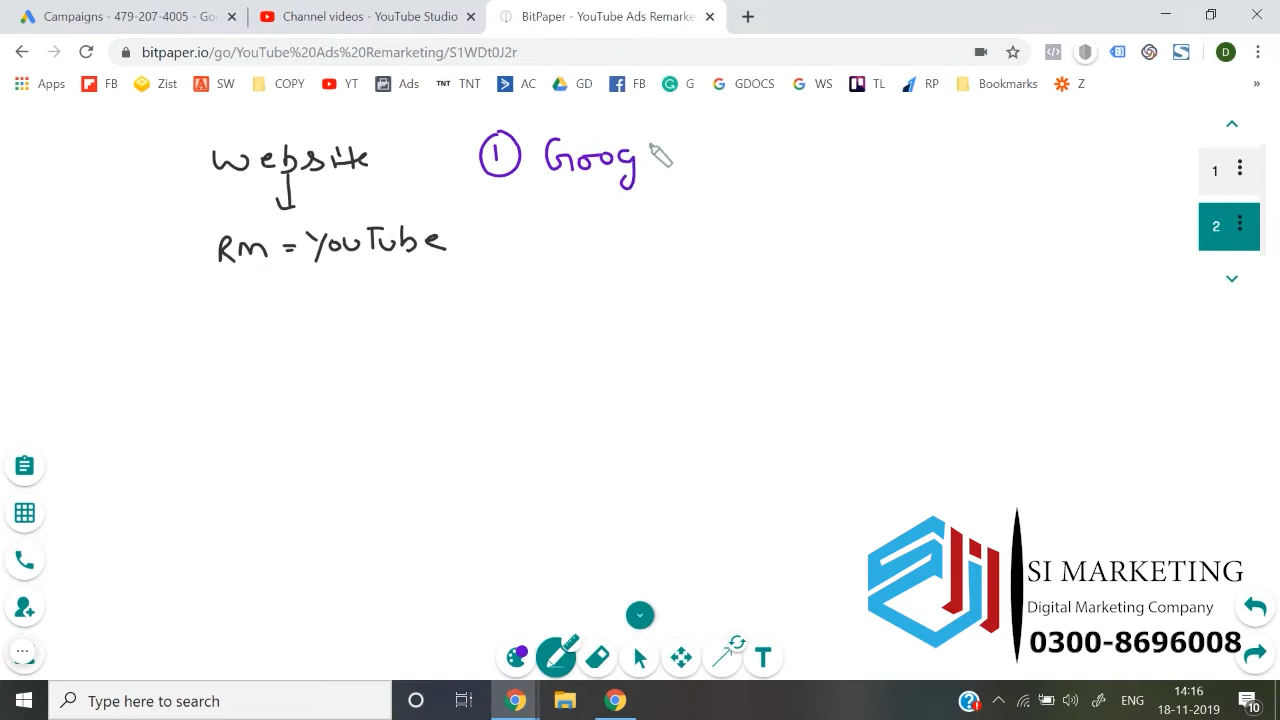 Campaigns - 479-207-4005 - Go
Channel videos - YouTube Studio
BitPaper - YouTube Ads Remarke
bitpaper.io/go/YouTube%20Ads%20Remarketing/S1WDt0J2r
D
Apps FB Zist SW COPY YT Ads TNT TNT AC GD FB G GDOCS WS TL RP Bookmarks Z »
Website
Rm = YouTube
1 Goog
1
2
SI MARKETING
Digital Marketing Company
0300-8696008
T
Type here to search
ENG
14:16
18-11-2019
10